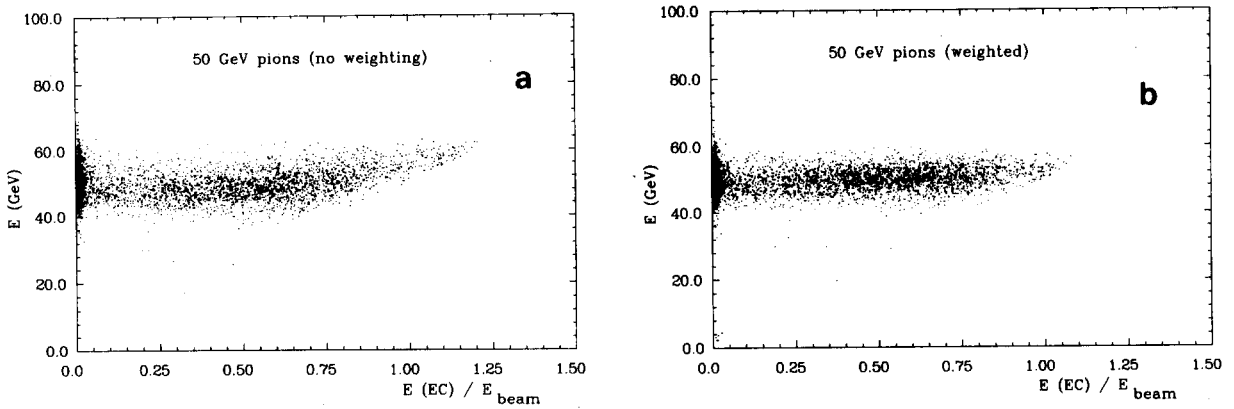 100.0
80.0
60.0
40.0
20.0
0.0
E (GeV)
50 GeV pions (no weighting)
a
0.0 0.25 0.50 0.75 1.00 1.25 1.50
E (EC) / E beam
100.0
80.0
60.0
40.0
20.0
0.0
E (GeV)
50 GeV pions (weighted)
b
0.0 0.25 0.50 0.75 1.00 1.25 1.50
E (EC) / E beam